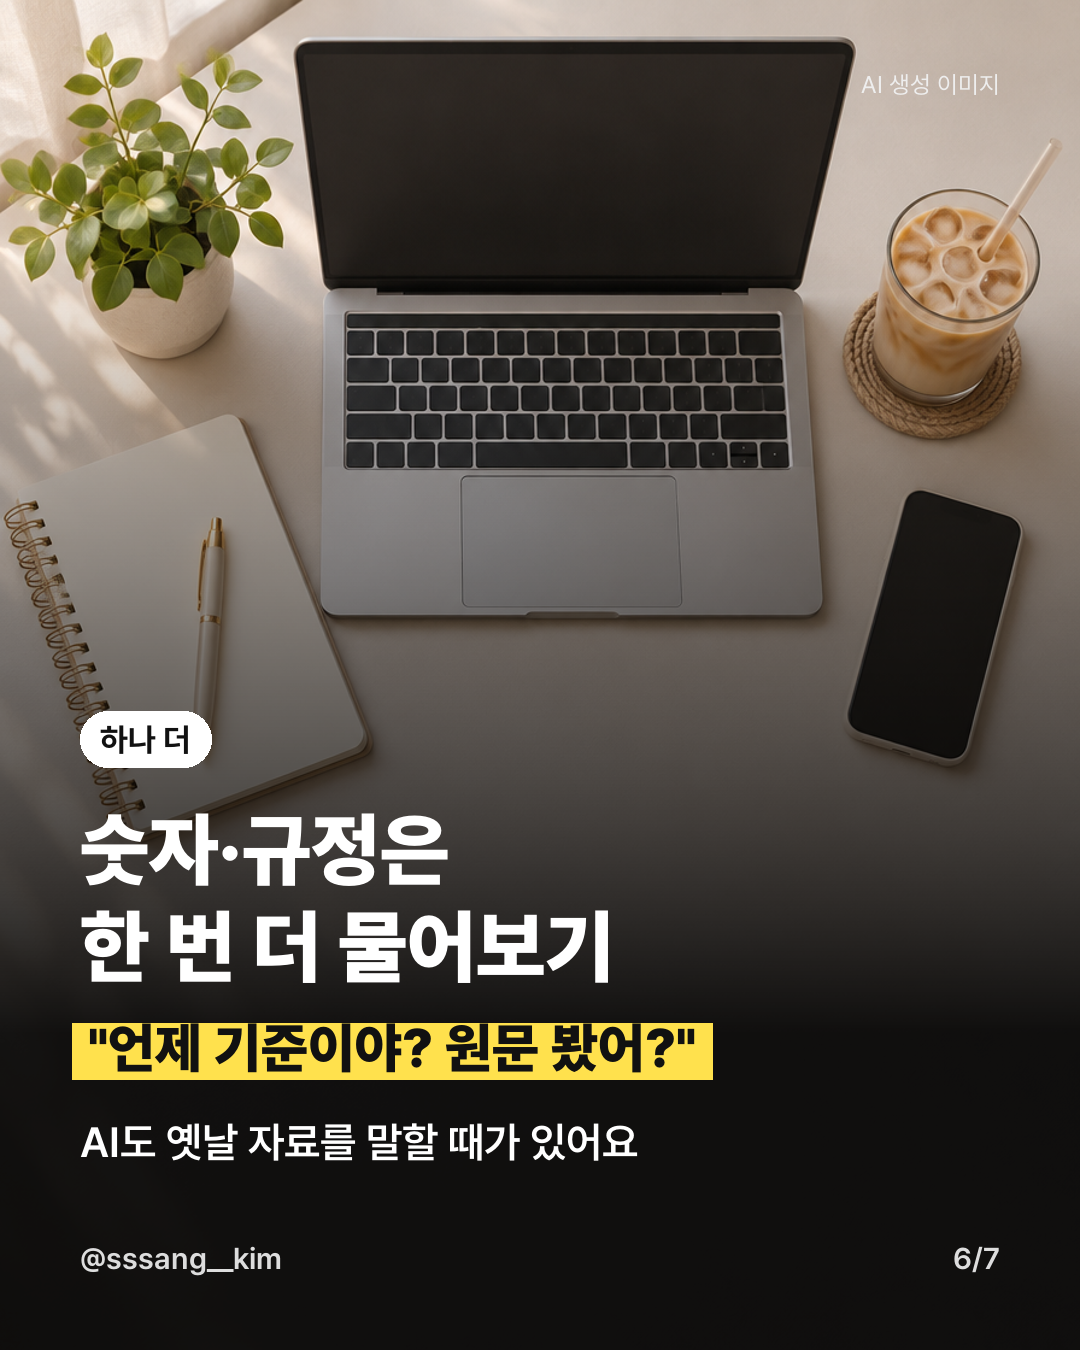 AI 생성 이미지
하나 더
숫자·규정은
한 번 더 물어보기
"언제 기준이야? 원문 봤어?"
AI도 옛날 자료를 말할 때가 있어요
@sssang__kim
6/7